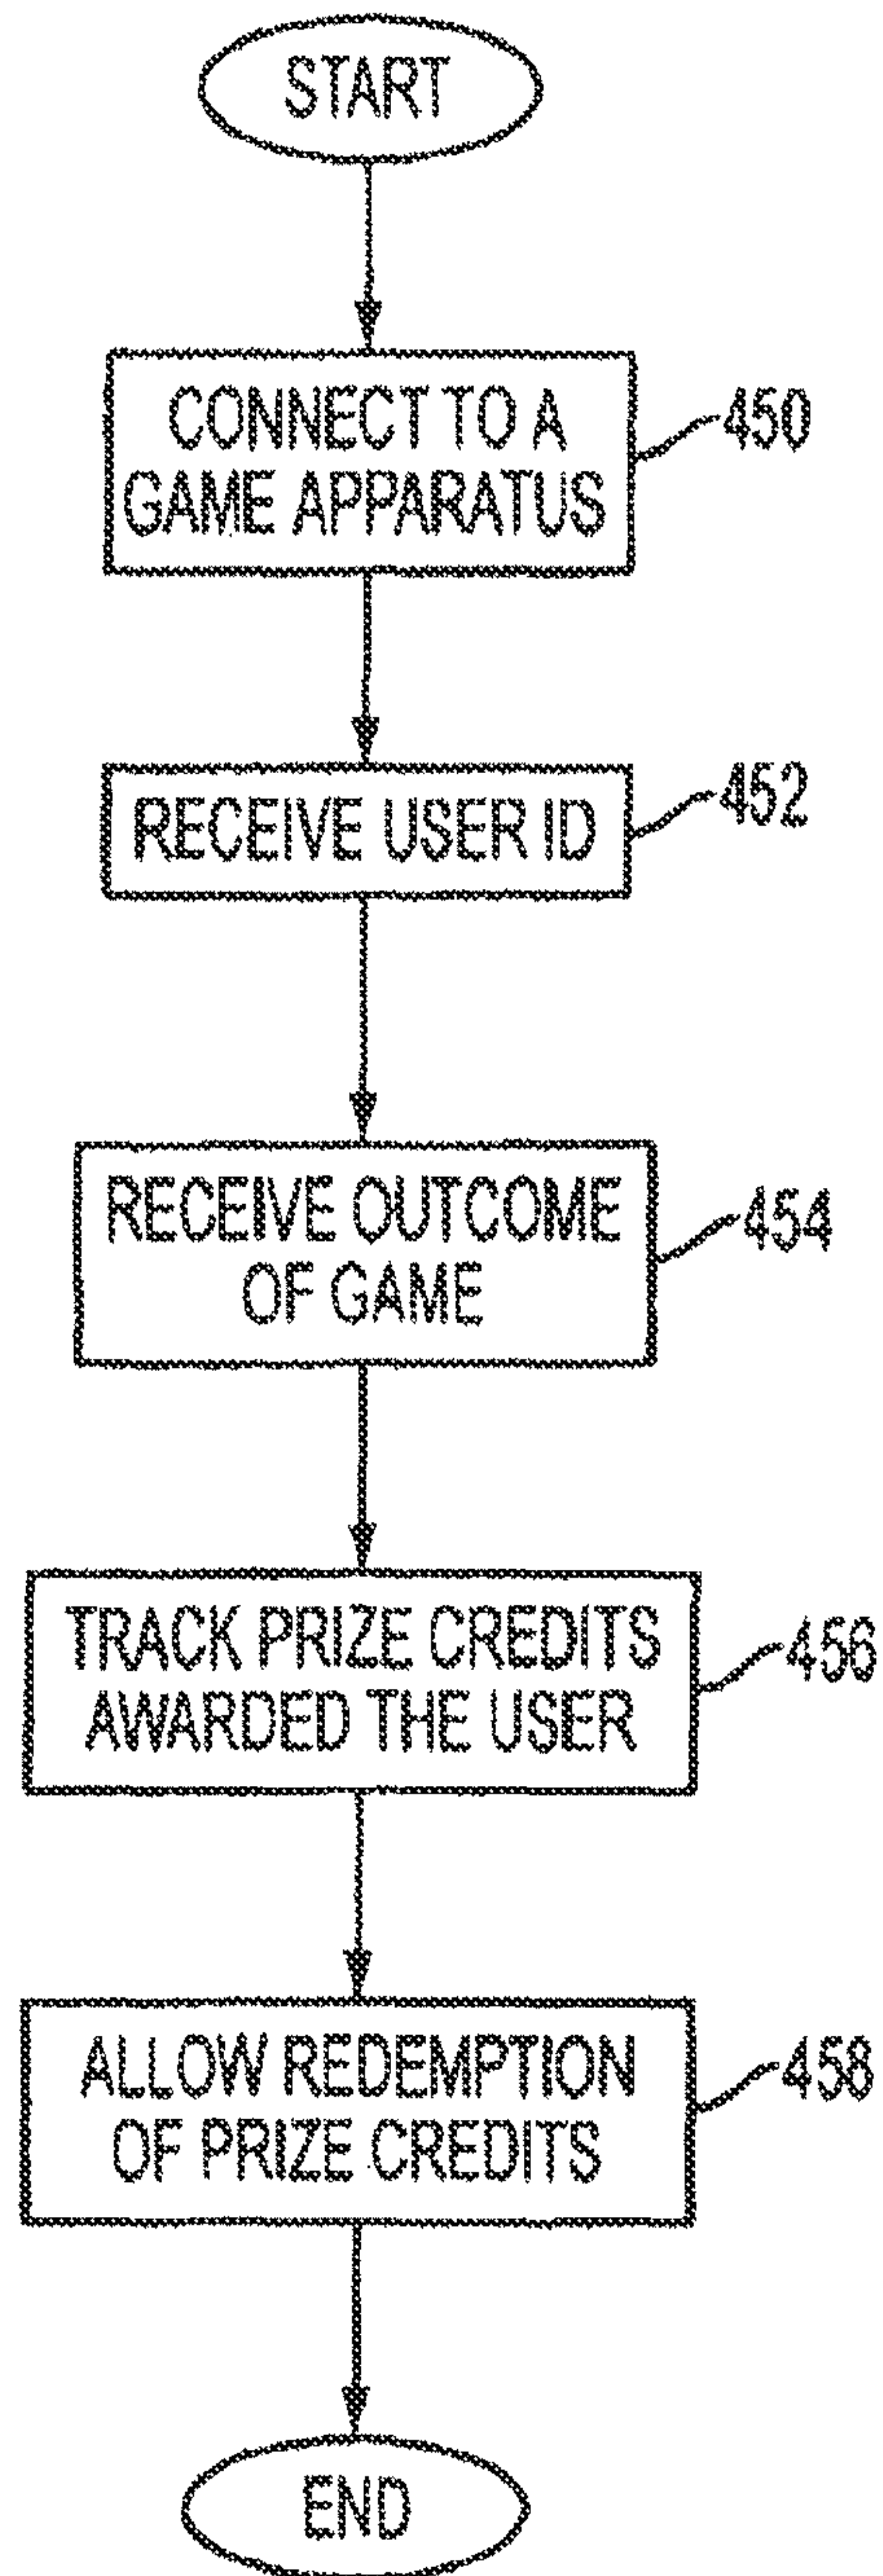 START
CONNECT TO A
GAME APPARATUS
450
RECEIVE USER ID
452
RECEIVE OUTCOME
OF GAME
454
TRACK PRIZE CREDITS
AWARDED THE USER
456
ALLOW REDEMPTION
OF PRIZE CREDITS
458
END